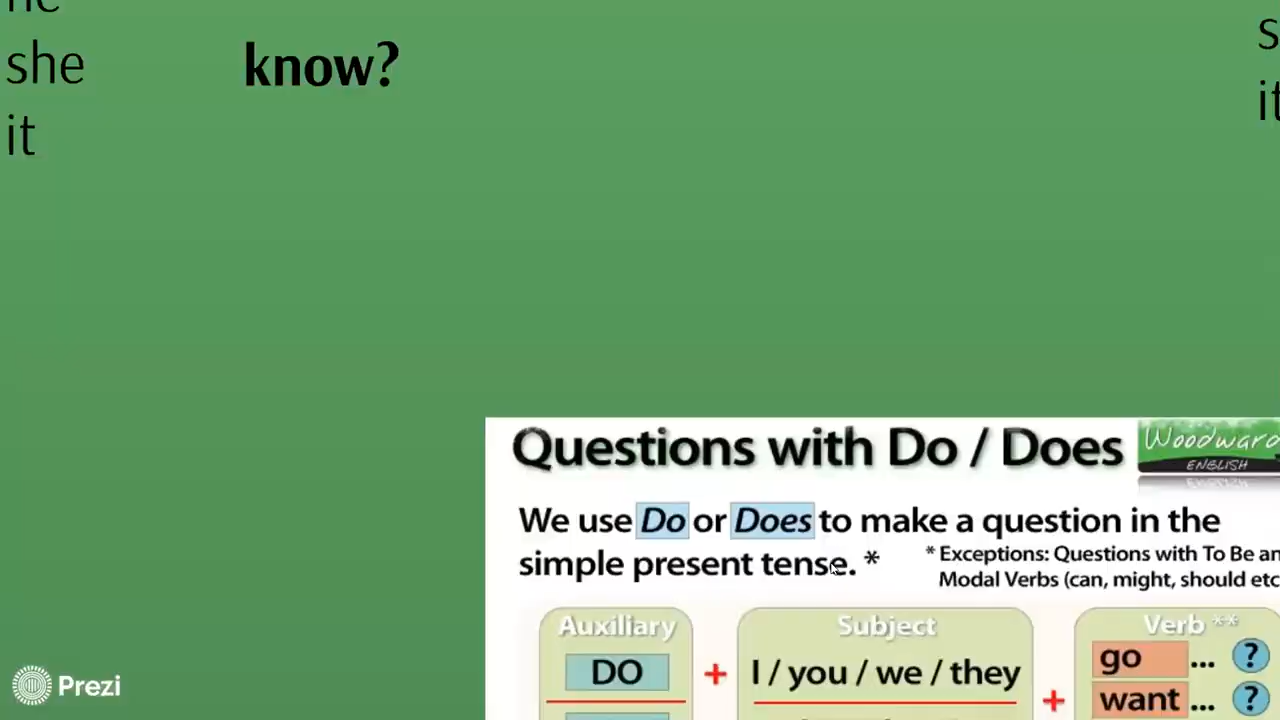 she
know?
it
Questions with Do / Does
ENGLISH
We use Do or Does to make a question in the
simple present tense. *
* Exceptions: Questions with To Be
Modal Verbs (can, might, should
Auxiliary
Subject
Verb **
DO + I / you / we / they + go ... ?
want ... ?
Prezi